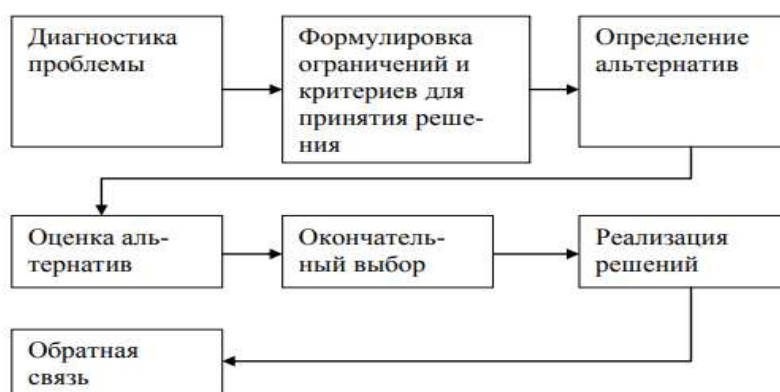 Диагностика
проблемы
Формулировка
ограничений и
критериев для
принятия реше-
ния
Определение
альтернатив
Оценка аль-
тернатив
Окончатель-
ный выбор
Реализация
решений
Обратная
связь